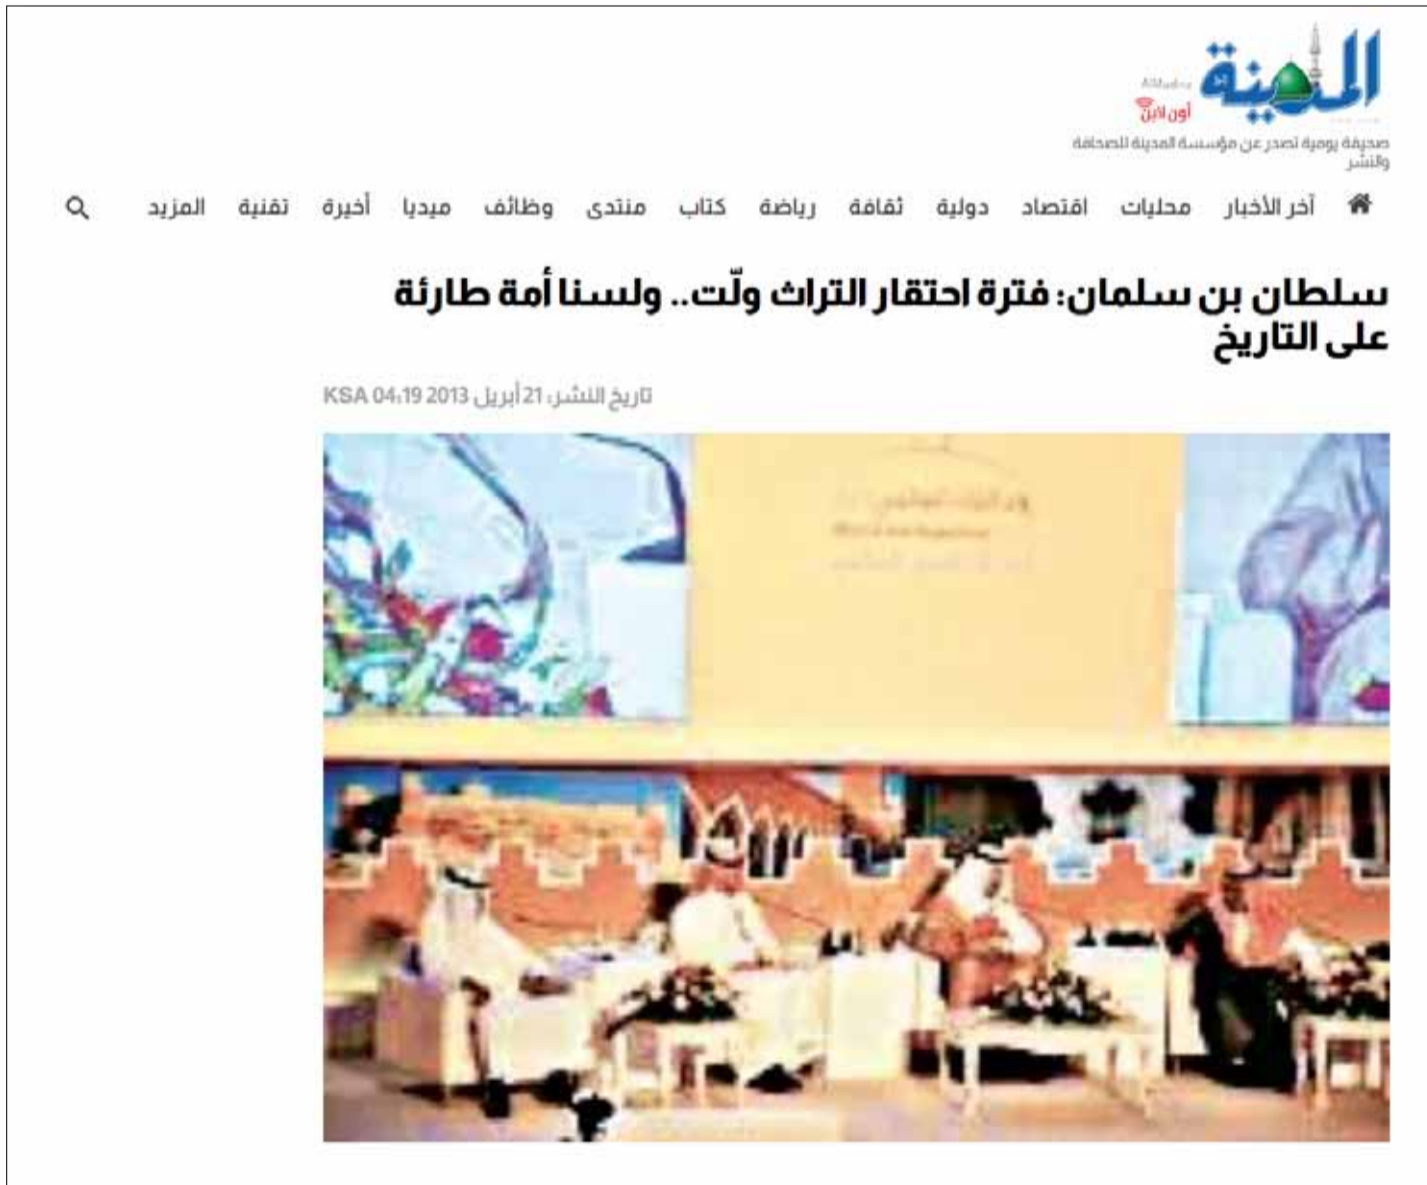 المدينة
أون لاين
صحيفة يومية تصدر عن مؤسسة المدينة للصحافة
والنشر
آخر الأخبار محليات اقتصاد دولية ثقافة رياضة كتاب منتدى وظائف ميديا أخيرة تقنية المزيد
سلطان بن سلمان: فترة احتقار التراث ولّت.. ولسنا أمة طارئة
على التاريخ
تاريخ النشر: 21 أبريل 2013 04:19 KSA